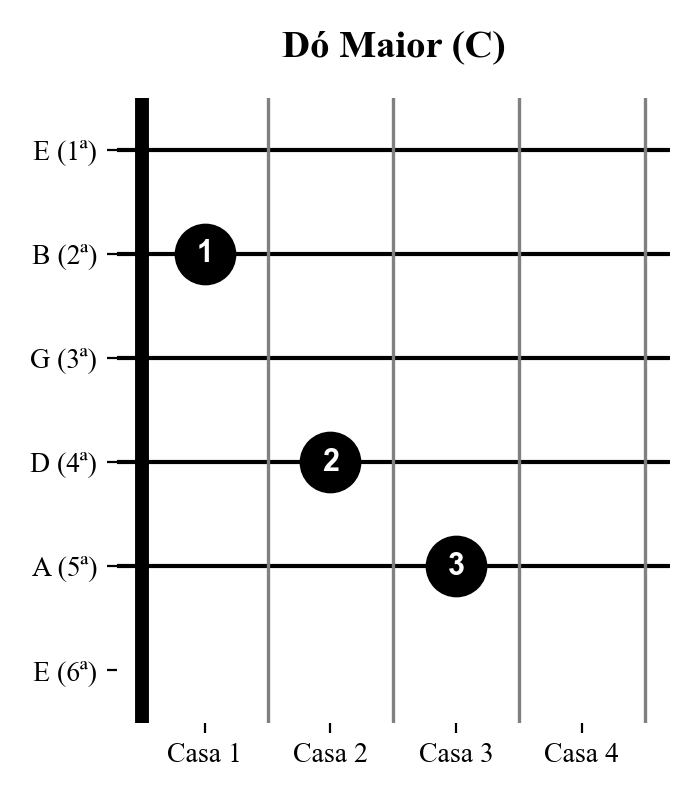 Dó Maior (C)
E (1ª)
B (2ª)
1
G (3ª)
D (4ª)
2
A (5ª)
3
E (6ª)
Casa 1 Casa 2 Casa 3 Casa 4